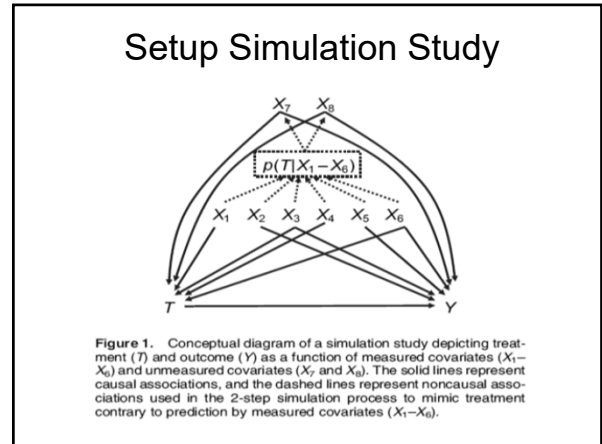 Setup Simulation Study
X7 X8
p(T|X1−X6)
X1 X2 X3 X4 X5 X6
T Y
Figure 1. Conceptual diagram of a simulation study depicting treat-
ment (T) and outcome (Y) as a function of measured covariates (X1–
X6) and unmeasured covariates (X7 and X8). The solid lines represent
causal associations, and the dashed lines represent noncausal asso-
ciations used in the 2-step simulation process to mimic treatment
contrary to prediction by measured covariates (X1–X6).